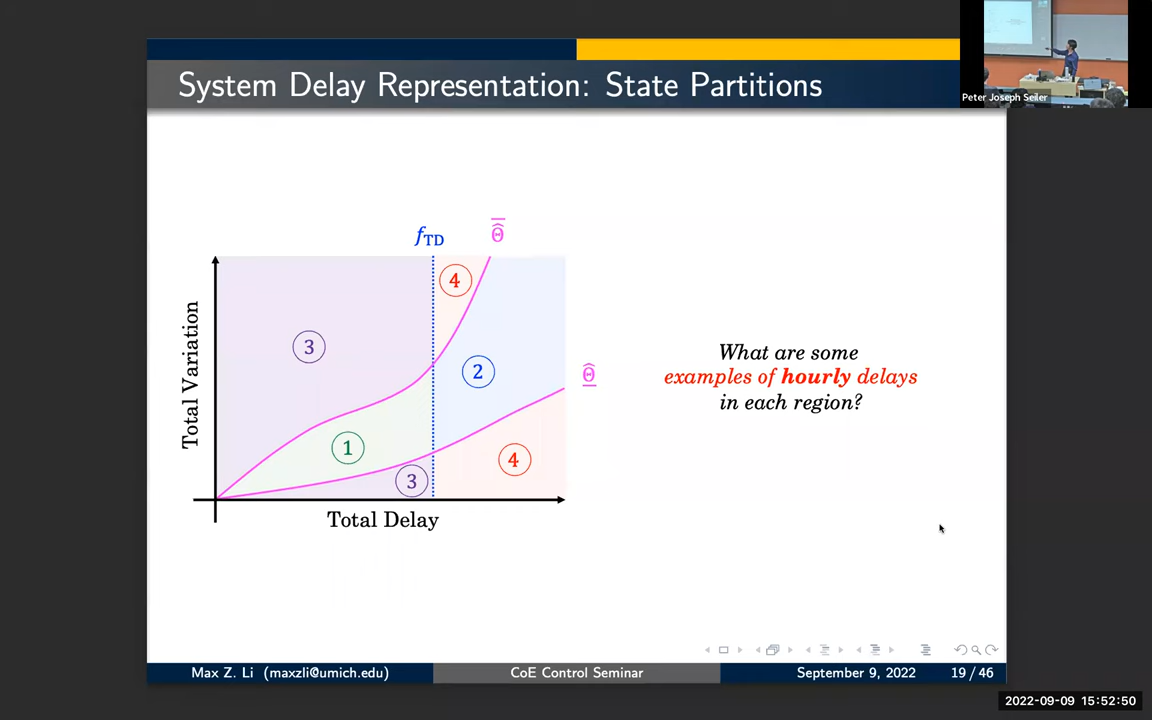 System Delay Representation: State Partitions
Peter Joseph Seiler
f_TD
Θ̂
4
3
2
Θ̂
1
4
3
Total Variation
Total Delay
What are some
examples of hourly delays
in each region?
Max Z. Li (maxzli@umich.edu)
CoE Control Seminar
September 9, 2022
19 / 46
2022-09-09 15:52:50